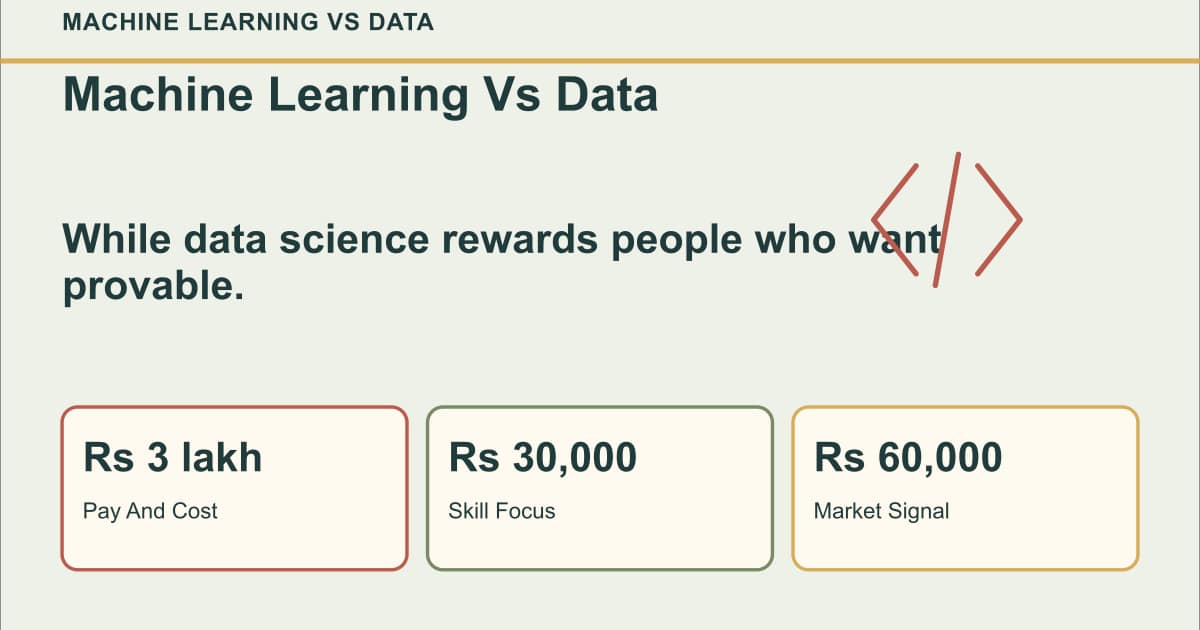 MACHINE LEARNING VS DATA
Machine Learning Vs Data
While data science rewards people who want
provable.
Rs 3 lakh
Pay And Cost
Rs 30,000
Skill Focus
Rs 60,000
Market Signal